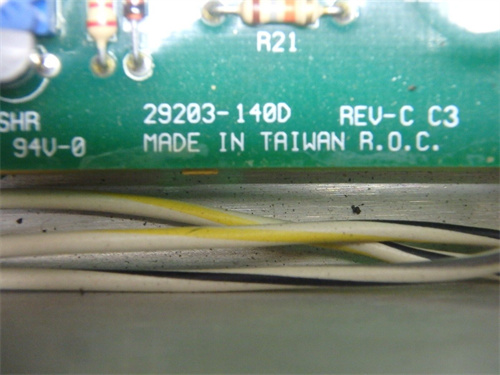 R21
SHR 29203-140D REV-C C3
94V-0 MADE IN TAIWAN R.O.C.